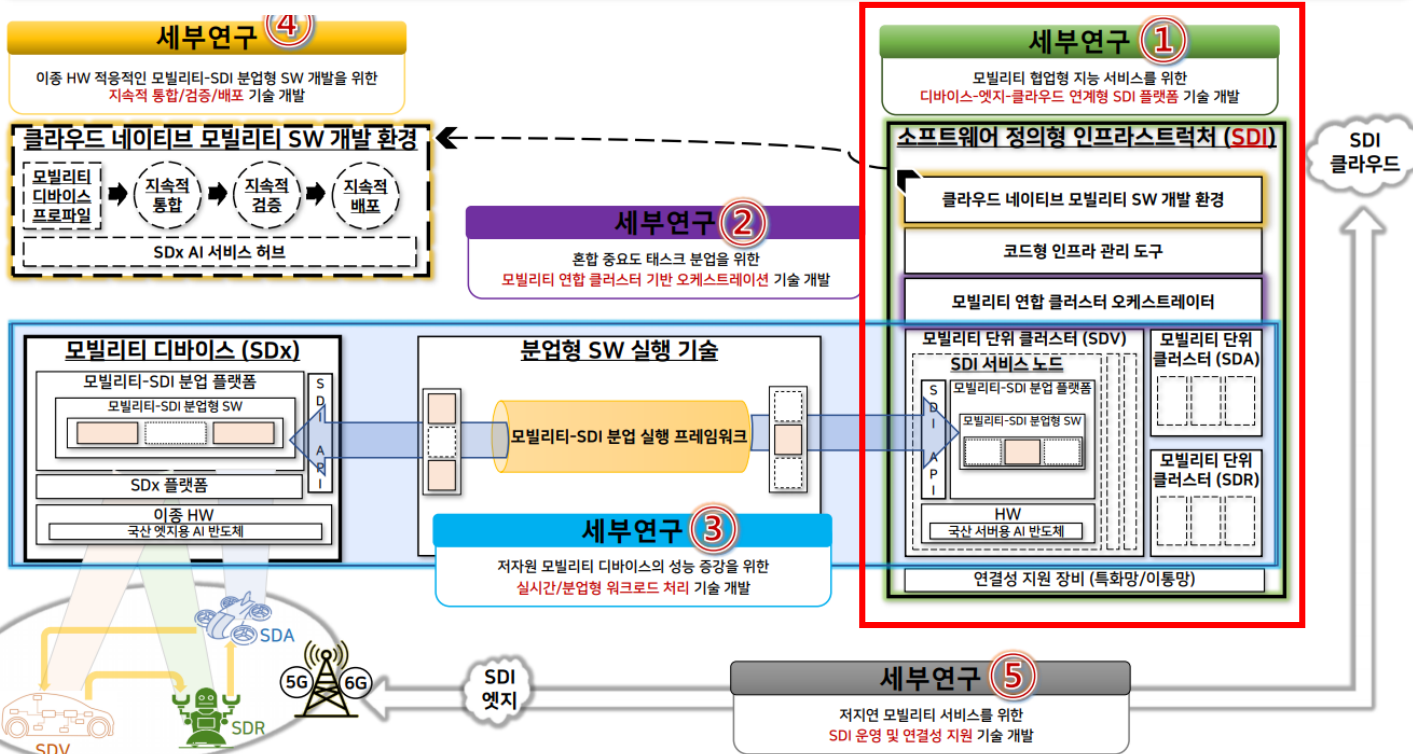 세부연구 ④
이종 HW 적응적인 모빌리티-SDI 분업형 SW 개발을 위한
지속적 통합/검증/배포 기술 개발
클라우드 네이티브 모빌리티 SW 개발 환경
모빌리티
디바이스
프로파일
지속적
통합
지속적
검증
지속적
배포
SDx AI 서비스 허브
세부연구 ②
혼합 중요도 태스크 분업을 위한
모빌리티 연합 클러스터 기반 오케스트레이션 기술 개발
세부연구 ①
모빌리티 협업형 지능 서비스를 위한
디바이스-엣지-클라우드 연계형 SDI 플랫폼 기술 개발
소프트웨어 정의형 인프라스트럭처 (SDI)
클라우드 네이티브 모빌리티 SW 개발 환경
코드형 인프라 관리 도구
모빌리티 연합 클러스터 오케스트레이터
모빌리티 단위 클러스터 (SDV)
SDI 서비스 노드
SDI API
모빌리티-SDI 분업 플랫폼
모빌리티-SDI 분업형 SW
HW
국산 서버용 AI 반도체
모빌리티 단위
클러스터 (SDA)
모빌리티 단위
클러스터 (SDR)
연결성 지원 장비 (특화망/이통망)
SDI
클라우드
모빌리티 디바이스 (SDx)
모빌리티-SDI 분업 플랫폼
모빌리티-SDI 분업형 SW
SDI API
SDx 플랫폼
이종 HW
국산 엣지용 AI 반도체
분업형 SW 실행 기술
모빌리티-SDI 분업 실행 프레임워크
세부연구 ③
저자원 모빌리티 디바이스의 성능 증강을 위한
실시간/분업형 워크로드 처리 기술 개발
SDA
SDR
SDV
5G
6G
SDI
엣지
세부연구 ⑤
저지연 모빌리티 서비스를 위한
SDI 운영 및 연결성 지원 기술 개발